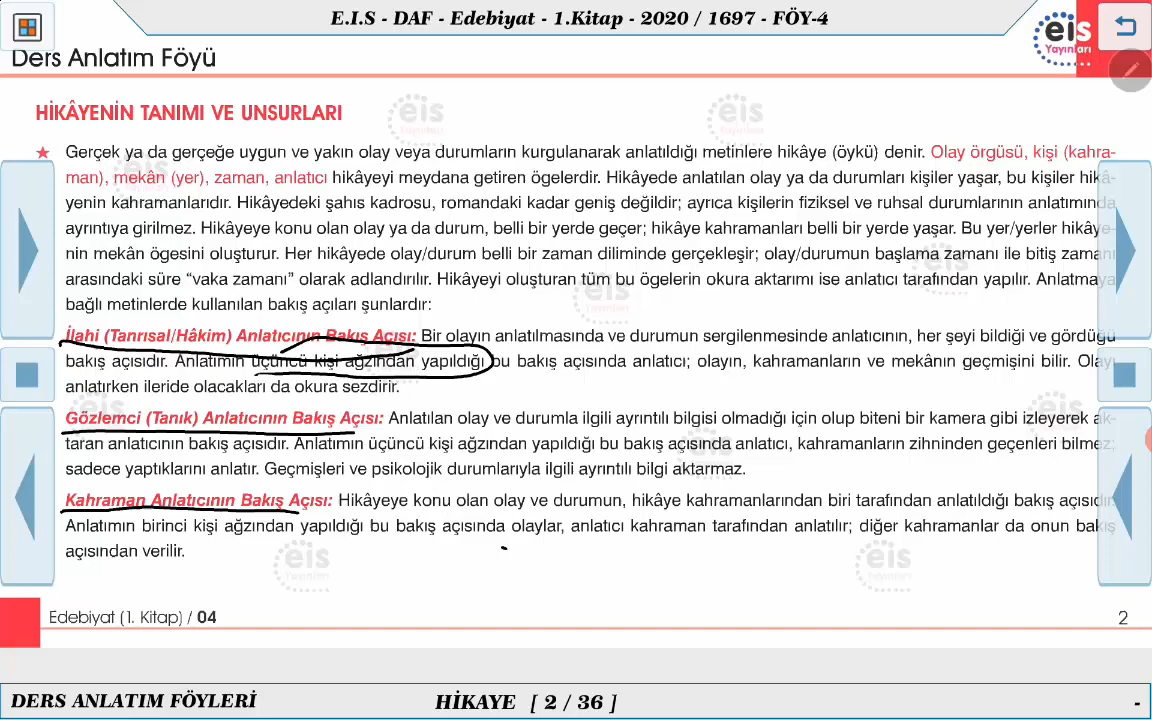 E.I.S - DAF - Edebiyat - 1.Kitap - 2020 / 1697 - FÖY-4
eis
Yayınları
Ders Anlatım Föyü
HİKÂYENİN TANIMI VE UNSURLARI
★ Gerçek ya da gerçeğe uygun ve yakın olay veya durumların kurgulanarak anlatıldığı metinlere hikâye (öykü) denir. Olay örgüsü, kişi (kahra-
man), mekân (yer), zaman, anlatıcı hikâyeyi meydana getiren ögelerdir. Hikâyede anlatılan olay ya da durumları kişiler yaşar, bu kişiler hikâ-
yenin kahramanlarıdır. Hikâyedeki şahıs kadrosu, romandaki kadar geniş değildir; ayrıca kişilerin fiziksel ve ruhsal durumlarının anlatımında
ayrıntıya girilmez. Hikâyeye konu olan olay ya da durum, belli bir yerde geçer; hikâye kahramanları belli bir yerde yaşar. Bu yer/yerler hikâye-
nin mekân ögesini oluşturur. Her hikâyede olay/durum belli bir zaman diliminde gerçekleşir; olay/durumun başlama zamanı ile bitiş zamanı
arasındaki süre “vaka zamanı” olarak adlandırılır. Hikâyeyi oluşturan tüm bu ögelerin okura aktarımı ise anlatıcı tarafından yapılır. Anlatmaya
bağlı metinlerde kullanılan bakış açıları şunlardır:
İlahi (Tanrısal/Hâkim) Anlatıcının Bakış Açısı: Bir olayın anlatılmasında ve durumun sergilenmesinde anlatıcının, her şeyi bildiği ve gördüğü
bakış açısıdır. Anlatımın üçüncü kişi ağzından yapıldığı bu bakış açısında anlatıcı; olayın, kahramanların ve mekânın geçmişini bilir. Olayı
anlatırken ileride olacakları da okura sezdirir.
Gözlemci (Tanık) Anlatıcının Bakış Açısı: Anlatılan olay ve durumla ilgili ayrıntılı bilgisi olmadığı için olup biteni bir kamera gibi izleyerek ak-
taran anlatıcının bakış açısıdır. Anlatımın üçüncü kişi ağzından yapıldığı bu bakış açısında anlatıcı, kahramanların zihninden geçenleri bilmez;
sadece yaptıklarını anlatır. Geçmişleri ve psikolojik durumlarıyla ilgili ayrıntılı bilgi aktarmaz.
Kahraman Anlatıcının Bakış Açısı: Hikâyeye konu olan olay ve durumun, hikâye kahramanlarından biri tarafından anlatıldığı bakış açısıdır.
Anlatımın birinci kişi ağzından yapıldığı bu bakış açısında olaylar, anlatıcı kahraman tarafından anlatılır; diğer kahramanlar da onun bakış
açısından verilir.
Edebiyat (1. Kitap) / 04
2
DERS ANLATIM FÖYLERİ
HİKAYE [ 2 / 36 ]
-